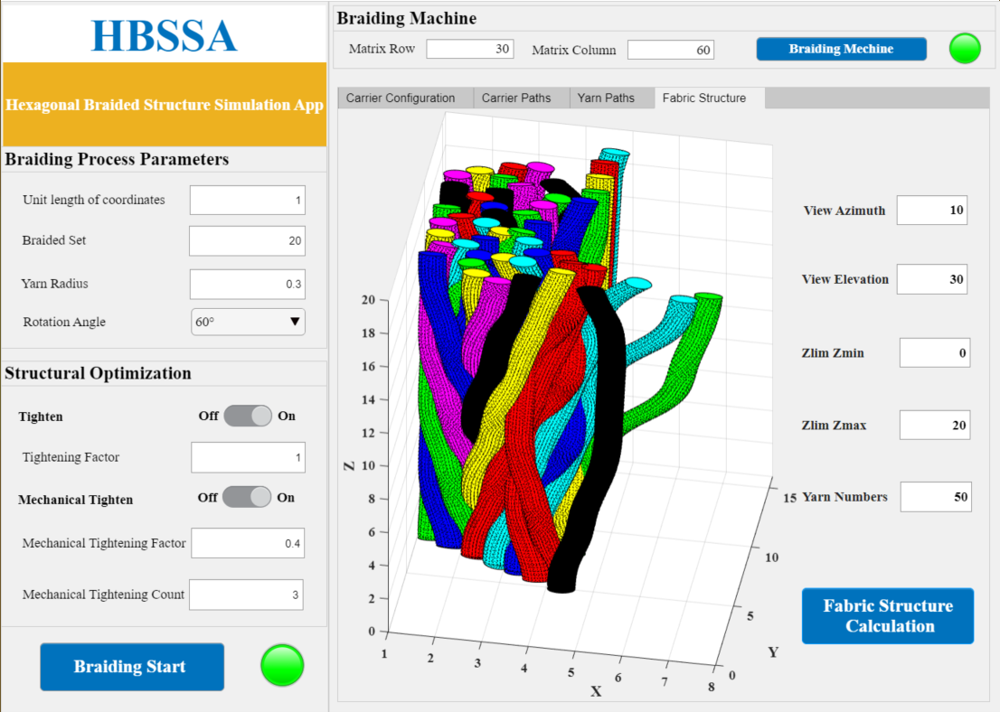 HBSSA
Hexagonal Braided Structure Simulation App
Braiding Process Parameters
Unit length of coordinates 1
Braided Set 20
Yarn Radius 0.3
Rotation Angle 60°
Structural Optimization
Tighten Off On
Tightening Factor 1
Mechanical Tighten Off On
Mechanical Tightening Factor 0.4
Mechanical Tightening Count 3
Braiding Start
Braiding Machine
Matrix Row 30 Matrix Column 60 Braiding Mechine
Carrier Configuration Carrier Paths Yarn Paths Fabric Structure
20
18
16
14
12
10
8
6
4
2
0
Z
1 2 3 4 5 6 7 8
X
0
5
10
15
Y
View Azimuth 10
View Elevation 30
Zlim Zmin 0
Zlim Zmax 20
Yarn Numbers 50
Fabric Structure
Calculation